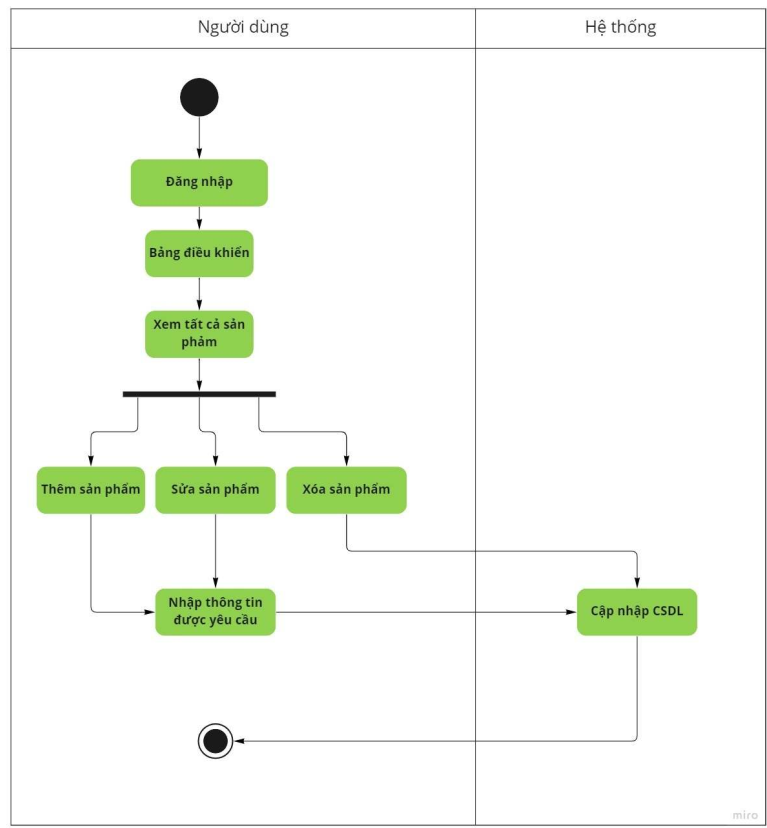 Người dùng
Hệ thống
Đăng nhập
Bảng điều khiển
Xem tất cả sản
phẩm
Thêm sản phẩm
Sửa sản phẩm
Xóa sản phẩm
Nhập thông tin
được yêu cầu
Cập nhập CSDL
miro